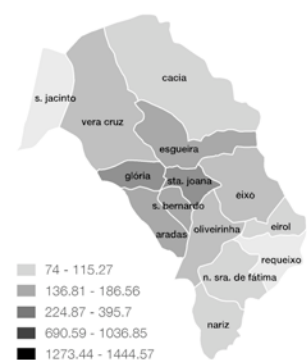 cacia
s. jacinto
vera cruz
esgueira
glória
sta. joana
eixo
s. bernardo
aradas
oliveirinha
eirol
requeixo
n. sra. de fátima
nariz
74 - 115.27
136.81 - 186.56
224.87 - 395.7
690.59 - 1036.85
1273.44 - 1444.57